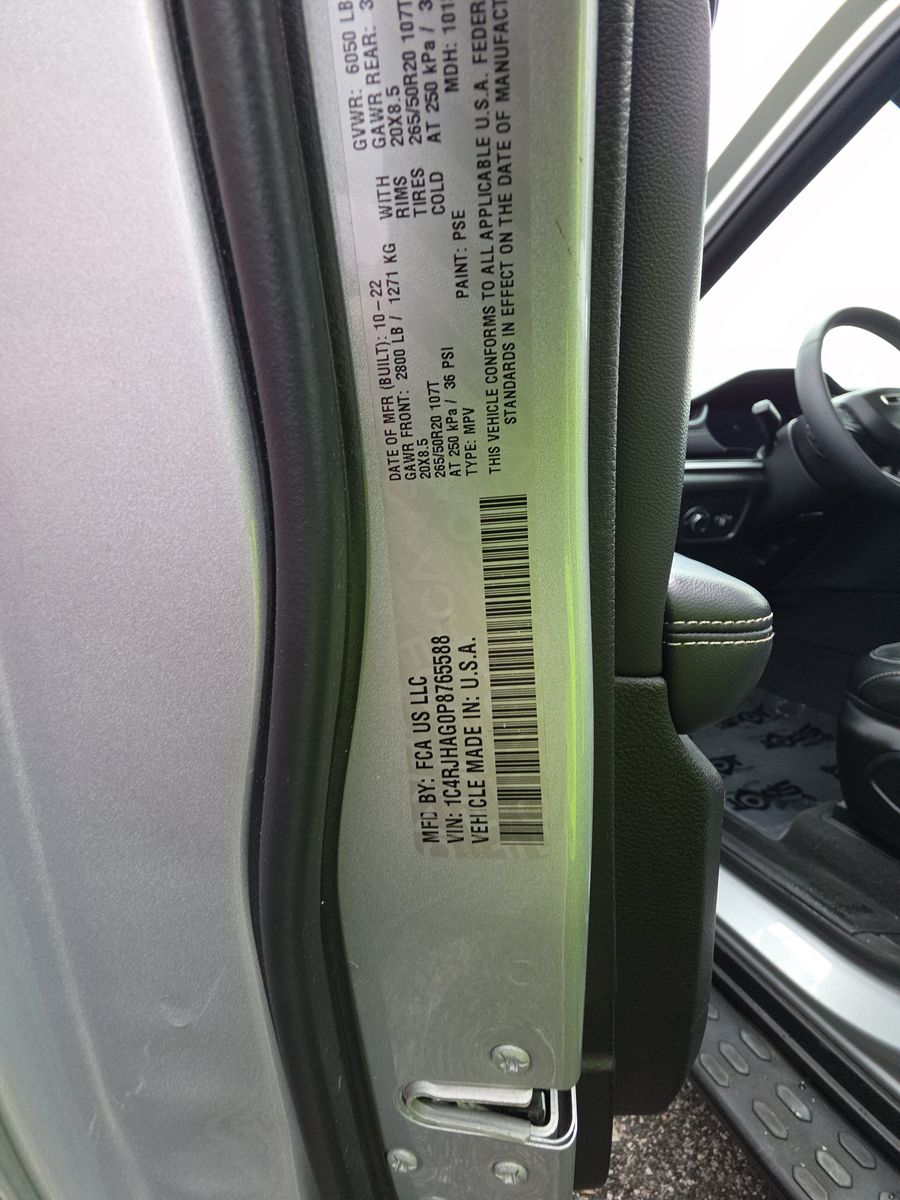 MFD BY: FCA US LLC
VIN: 1C4RJHAG0P8765588
VEHICLE MADE IN: U.S.A.
DATE OF MFR (BUILT): 10-22
GVWR: 6050 LB
GAWR FRONT: 2800 LB / 1271 KG WITH GAWR REAR: 3
20X8.5 RIMS 20X8.5
265/50R20 107T TIRES 265/50R20 107T
AT 250 kPa / 36 PSI COLD AT 250 kPa / 3
TYPE: MPV PAINT: PSE MDH: 101
THIS VEHICLE CONFORMS TO ALL APPLICABLE U.S.A. FEDER
STANDARDS IN EFFECT ON THE DATE OF MANUFACT